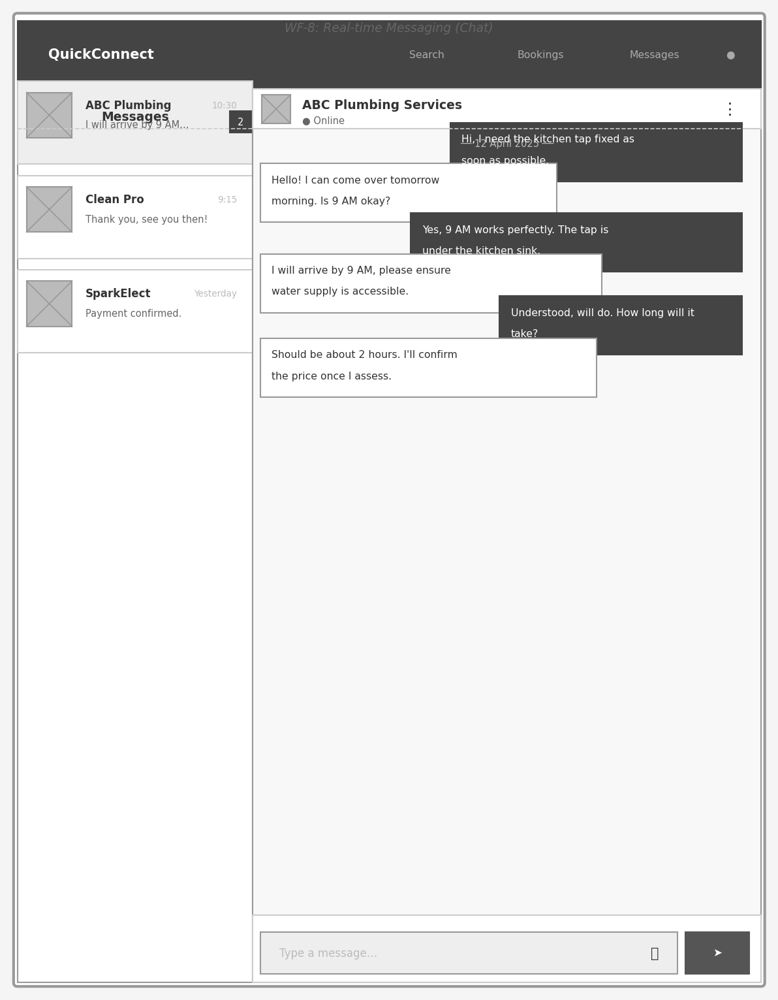 WF-8: Real-time Messaging (Chat)
QuickConnect
Search
Bookings
Messages
ABC Plumbing
10:30
Messages
I will arrive by 9 AM...
2
Clean Pro
9:15
Thank you, see you then!
SparkElect
Yesterday
Payment confirmed.
ABC Plumbing Services
● Online
— 12 April 2025 —
Hi, I need the kitchen tap fixed as
soon as possible.
Hello! I can come over tomorrow
morning. Is 9 AM okay?
Yes, 9 AM works perfectly. The tap is
under the kitchen sink.
I will arrive by 9 AM, please ensure
water supply is accessible.
Understood, will do. How long will it
take?
Should be about 2 hours. I'll confirm
the price once I assess.
Type a message...